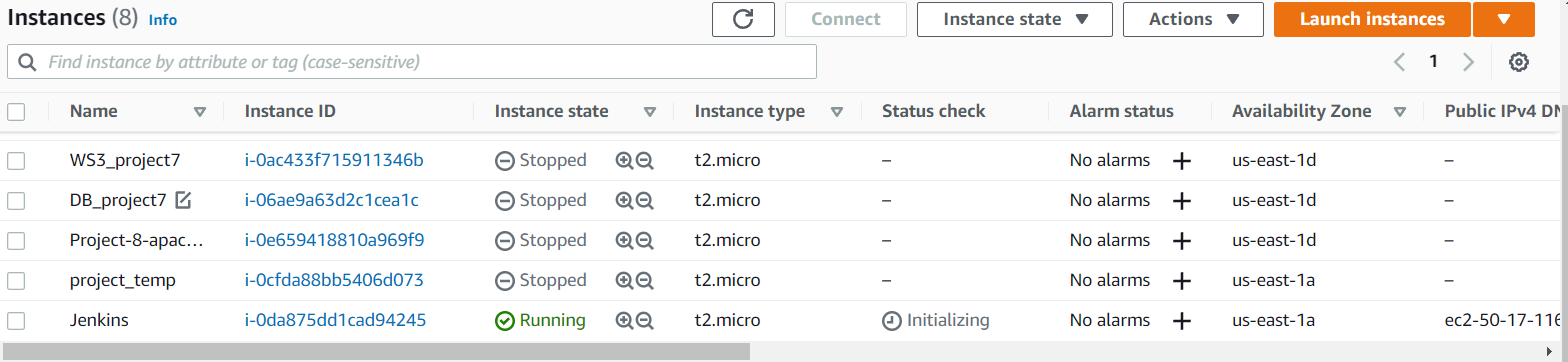 Instances (8) Info Connect Instance state Actions Launch instances
Find instance by attribute or tag (case-sensitive) 1
Name Instance ID Instance state Instance type Status check Alarm status Availability Zone Public IPv4 DN
WS3_project7 i-0ac433f715911346b Stopped t2.micro – No alarms + us-east-1d –
DB_project7 i-06ae9a63d2c1cea1c Stopped t2.micro – No alarms + us-east-1d –
Project-8-apac... i-0e659418810a969f9 Stopped t2.micro – No alarms + us-east-1d –
project_temp i-0cfda88bb5406d073 Stopped t2.micro – No alarms + us-east-1a –
Jenkins i-0da875dd1cad94245 Running t2.micro Initializing No alarms + us-east-1a ec2-50-17-116